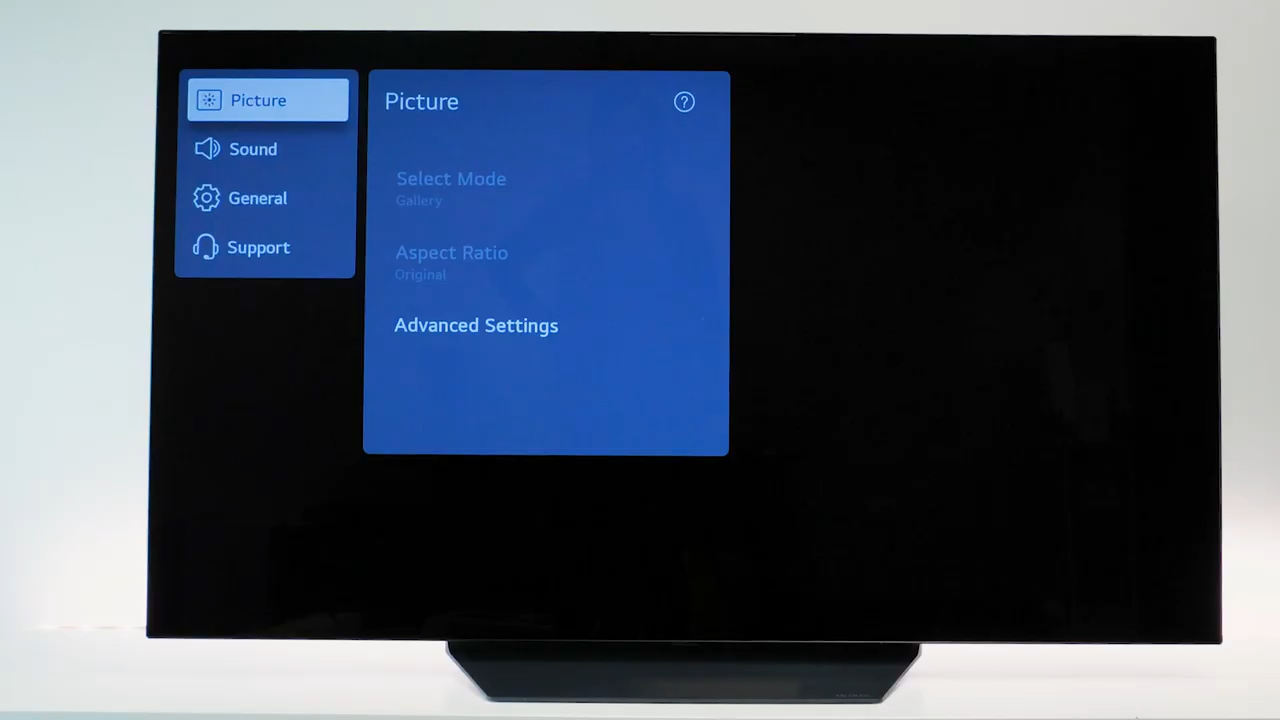 Picture
Sound
General
Support
Picture
?
Select Mode
Gallery
Aspect Ratio
Original
Advanced Settings